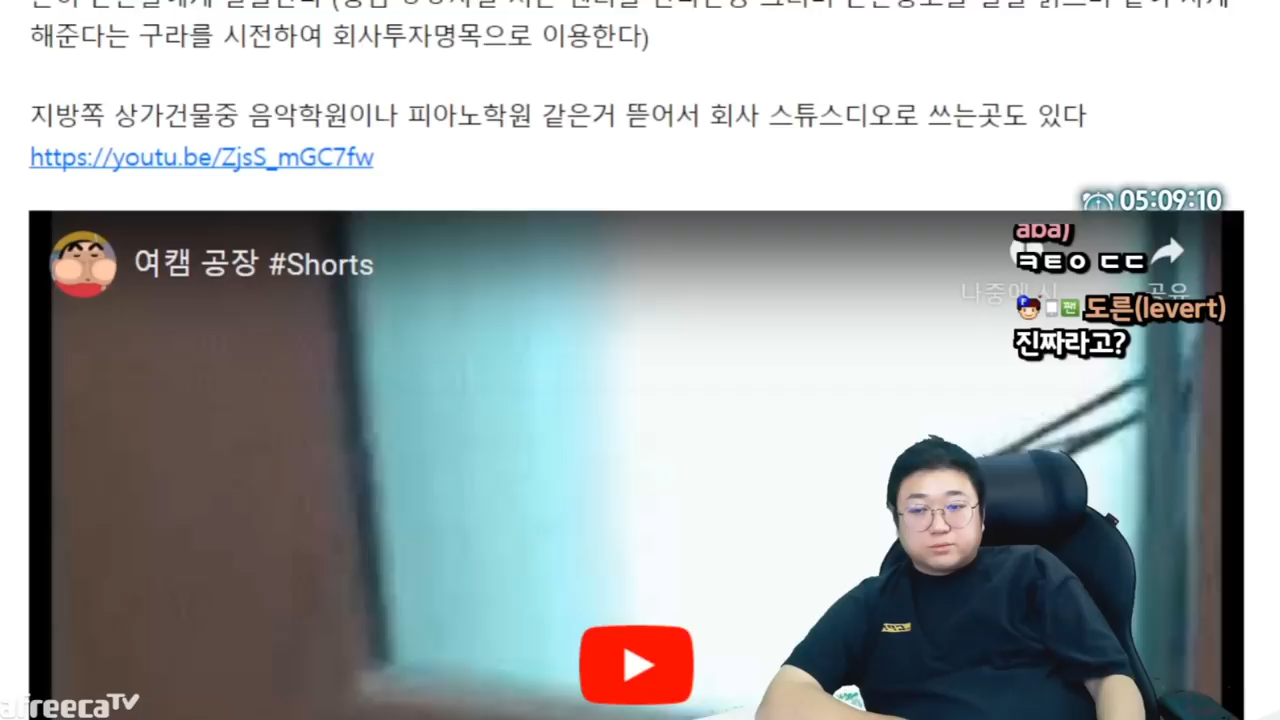 해준다는 구라를 시전하여 회사투자명목으로 이용한다)
지방쪽 상가건물중 음악학원이나 피아노학원 같은거 뜯어서 회사 스튜스디오로 쓰는곳도 있다
https://youtu.be/ZjsS_mGC7fw
05:09:10
여캠 공장 #Shorts
aba)
ㅋㅌㅇ ㄷㄷ
나중에 시
공유
팬 도른(levert)
진짜라고?
afreecaTV